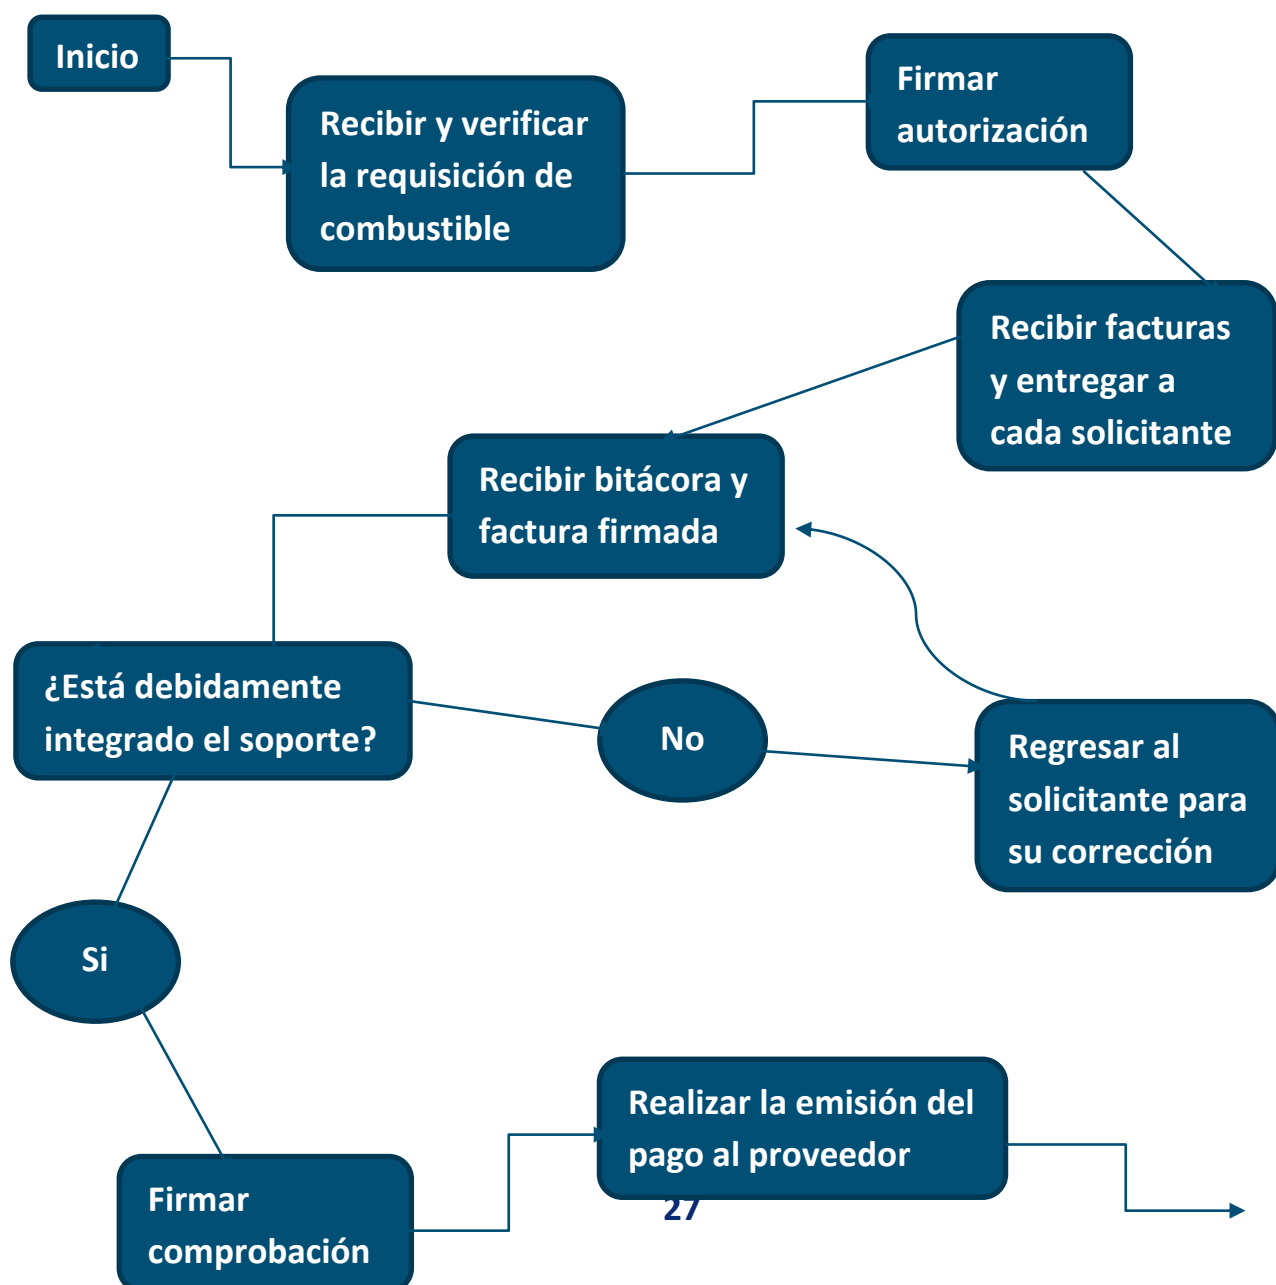 Inicio
Recibir y verificar
la requisición de
combustible
Firmar
autorización
Recibir facturas
y entregar a
cada solicitante
Recibir bitácora y
factura firmada
¿Está debidamente
integrado el soporte?
No
Regresar al
solicitante para
su corrección
Si
Firmar
comprobación
Realizar la emisión del
pago al proveedor
27